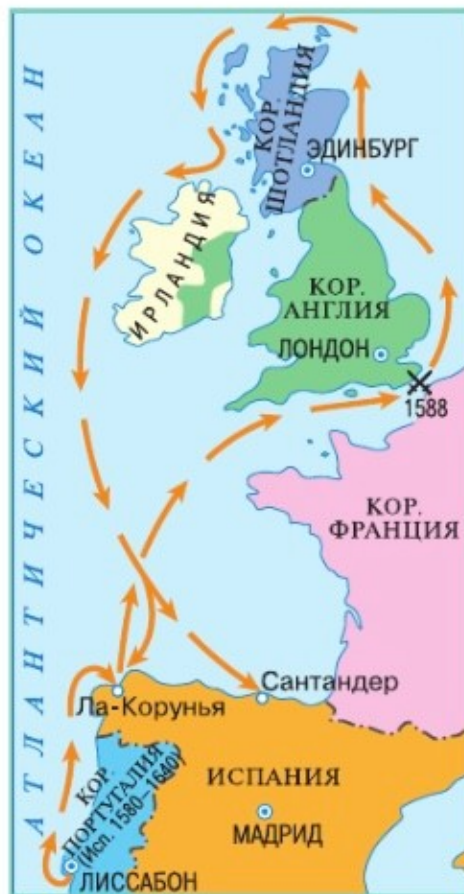 АТЛАНТИЧЕСКИЙ ОКЕАН
КОР.
ШОТЛАНДИЯ
ЭДИНБУРГ
ИРЛАНДИЯ
КОР.
АНГЛИЯ
ЛОНДОН
1588
КОР.
ФРАНЦИЯ
Ла-Корунья
Сантандер
КОР.
ПОРТУГАЛИЯ
(Исп. 1580–1640)
ИСПАНИЯ
МАДРИД
ЛИССАБОН